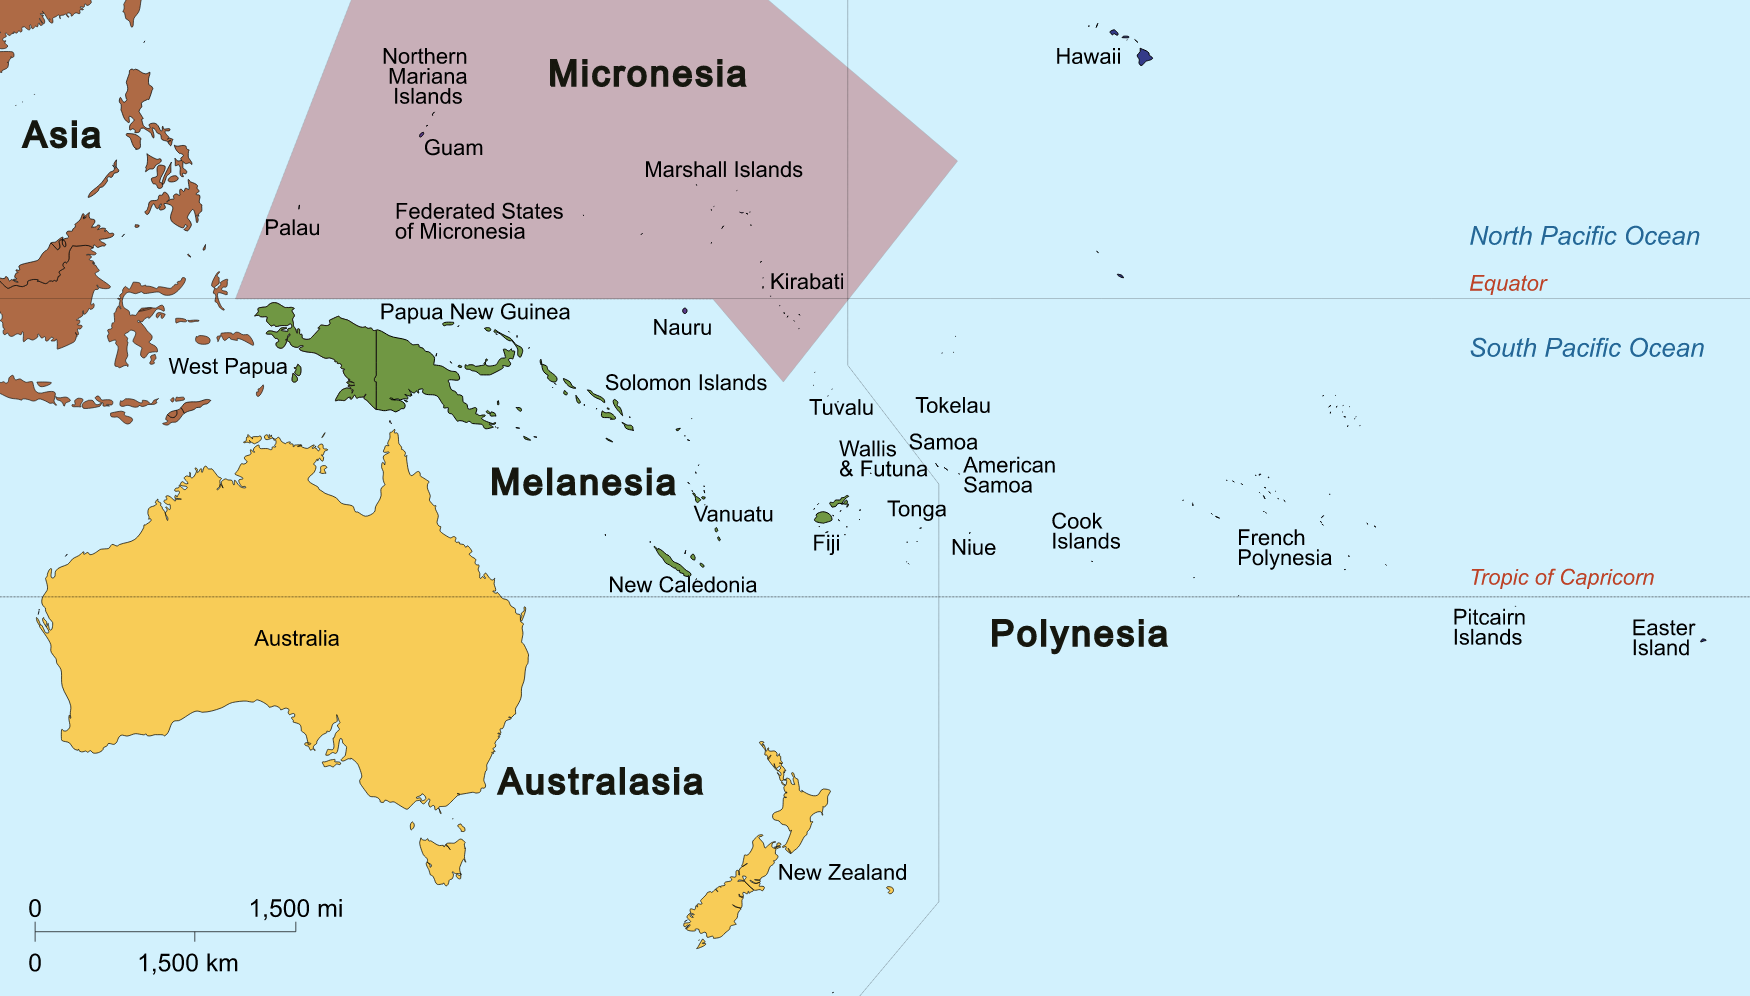 Northern
Mariana
Islands
Micronesia
Hawaii
Asia
Guam
Marshall Islands
Palau
Federated States
of Micronesia
North Pacific Ocean
Kirabati
Equator
Papua New Guinea
Nauru
South Pacific Ocean
West Papua
Solomon Islands
Tuvalu
Tokelau
Wallis
& Futuna
Samoa
American
Samoa
Melanesia
Vanuatu
Tonga
Fiji
Niue
Cook
Islands
French
Polynesia
New Caledonia
Tropic of Capricorn
Pitcairn
Islands
Easter
Island
Australia
Polynesia
Australasia
New Zealand
0 1,500 mi
0 1,500 km